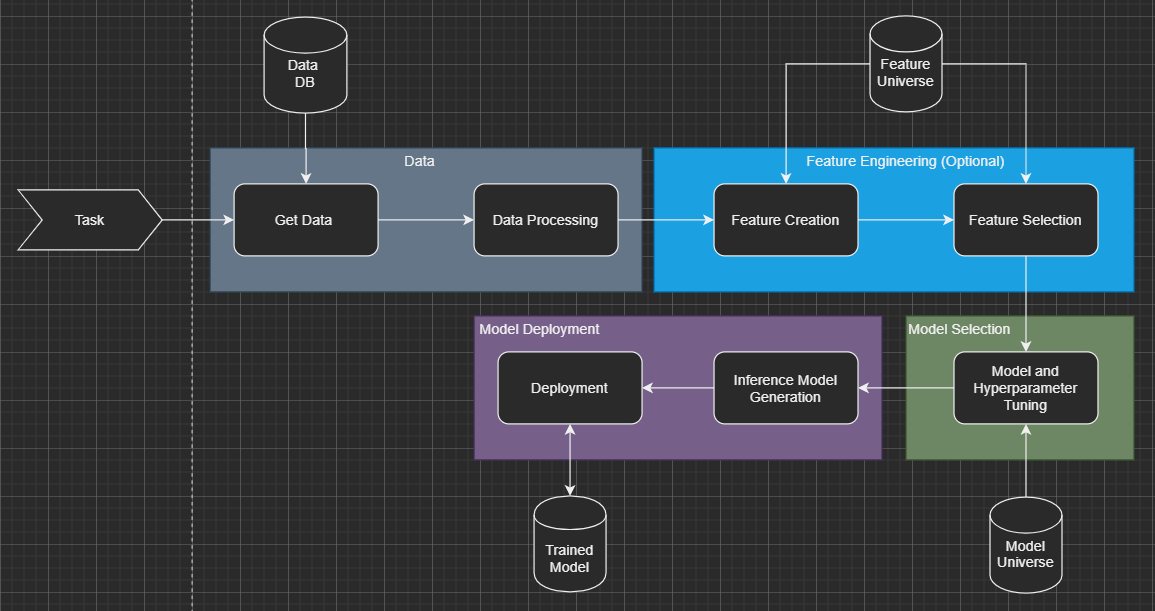 Data
DB
Feature
Universe
Data
Feature Engineering (Optional)
Task
Get Data
Data Processing
Feature Creation
Feature Selection
Model Deployment
Model Selection
Deployment
Inference Model
Generation
Model and
Hyperparameter
Tuning
Trained
Model
Model
Universe